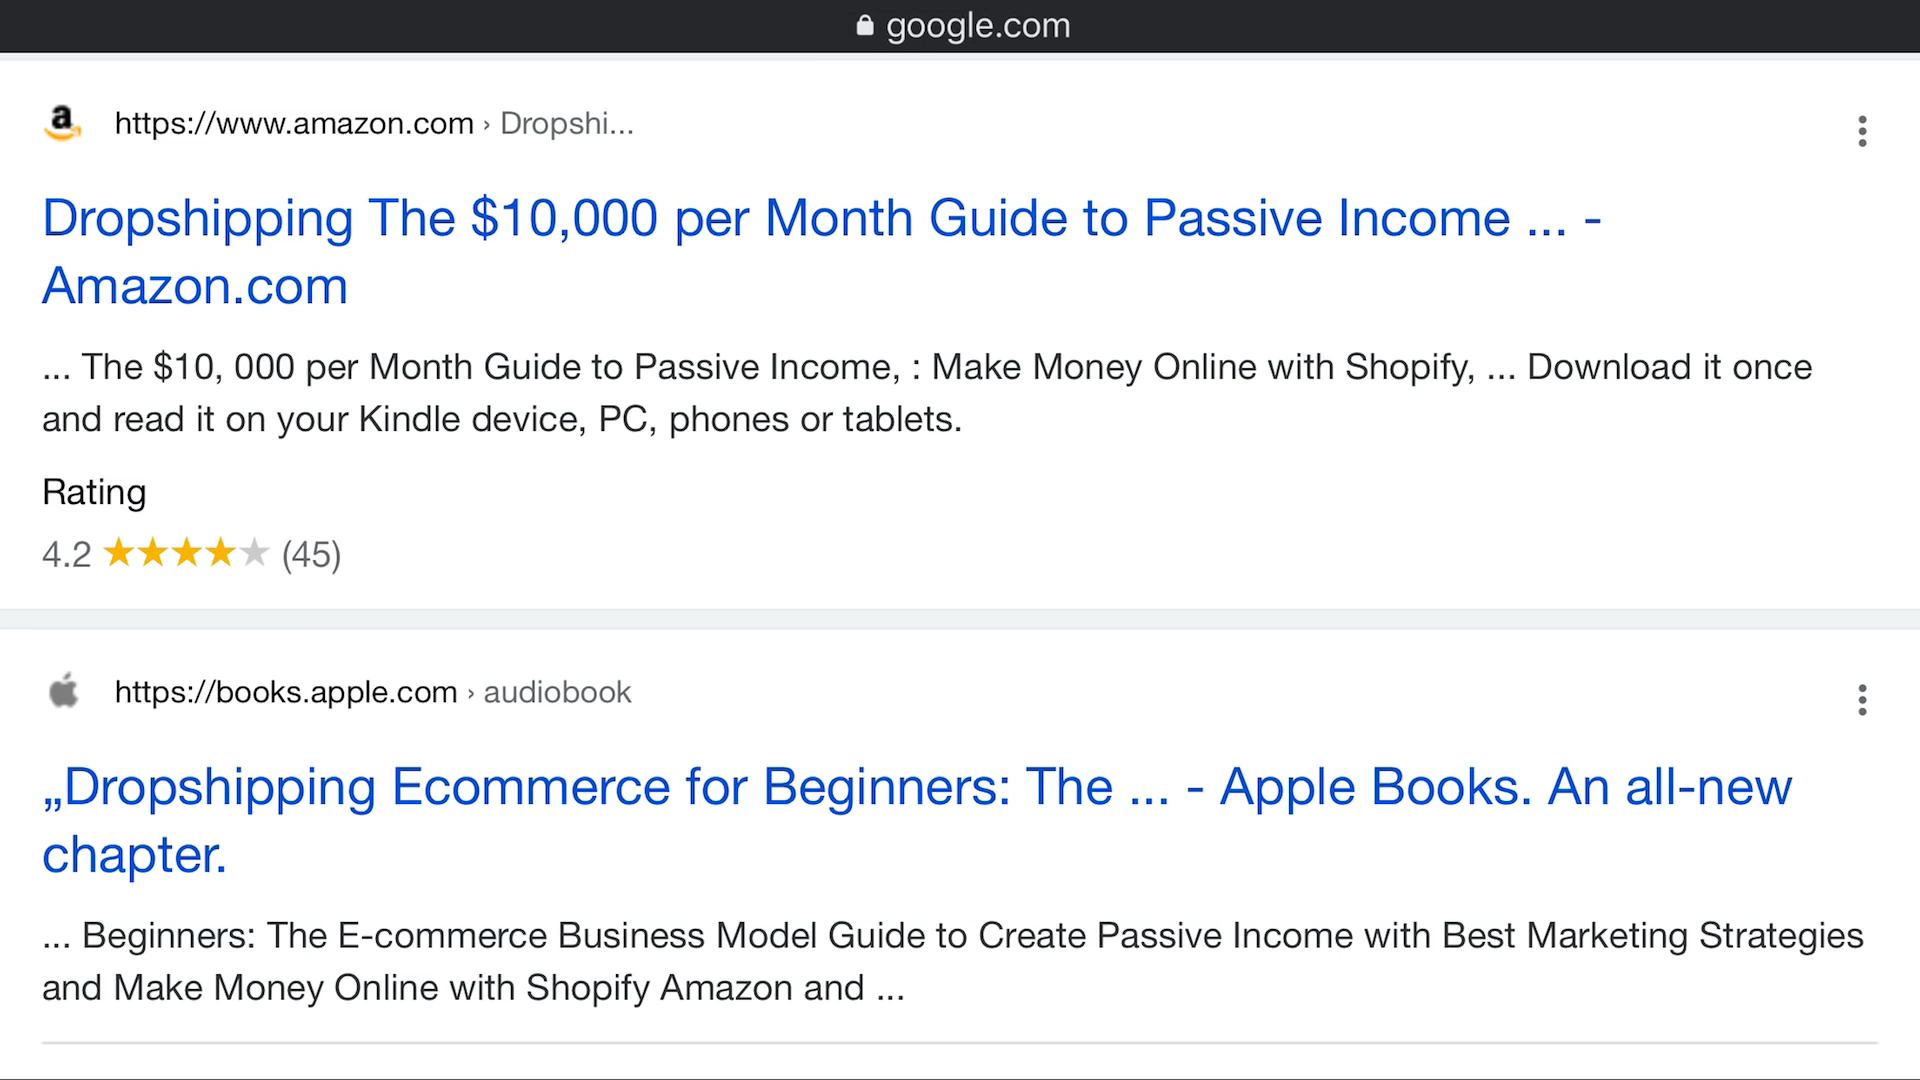 google.com
https://www.amazon.com › Dropshi...
Dropshipping The $10,000 per Month Guide to Passive Income ... -
Amazon.com
... The $10, 000 per Month Guide to Passive Income, : Make Money Online with Shopify, ... Download it once
and read it on your Kindle device, PC, phones or tablets.
Rating
4.2 ★★★★★ (45)
https://books.apple.com › audiobook
„Dropshipping Ecommerce for Beginners: The ... - Apple Books. An all-new
chapter.
... Beginners: The E-commerce Business Model Guide to Create Passive Income with Best Marketing Strategies
and Make Money Online with Shopify Amazon and ...